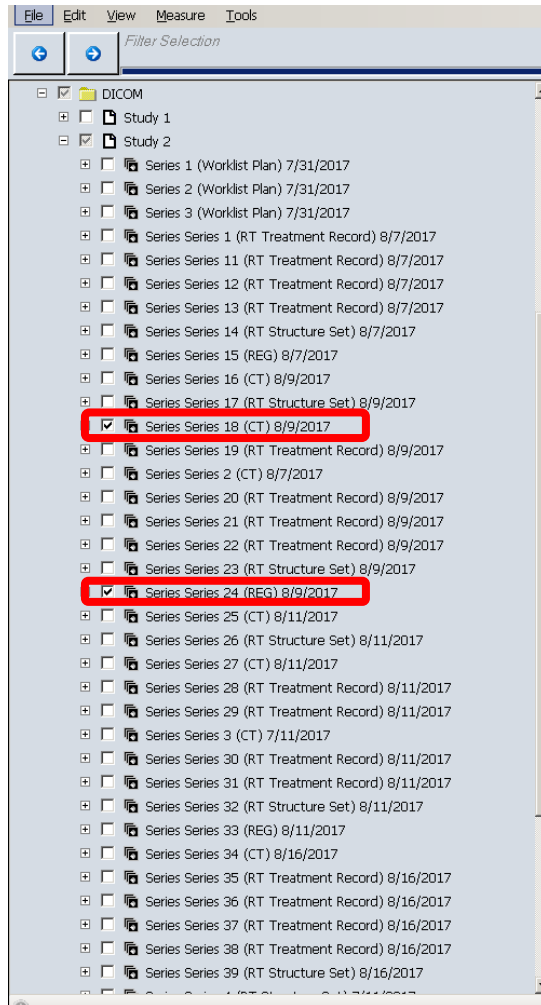 File Edit View Measure Tools
Filter Selection
DICOM
Study 1
Study 2
Series 1 (Worklist Plan) 7/31/2017
Series 2 (Worklist Plan) 7/31/2017
Series 3 (Worklist Plan) 7/31/2017
Series Series 1 (RT Treatment Record) 8/7/2017
Series Series 11 (RT Treatment Record) 8/7/2017
Series Series 12 (RT Treatment Record) 8/7/2017
Series Series 13 (RT Treatment Record) 8/7/2017
Series Series 14 (RT Structure Set) 8/7/2017
Series Series 15 (REG) 8/7/2017
Series Series 16 (CT) 8/9/2017
Series Series 17 (RT Structure Set) 8/9/2017
Series Series 18 (CT) 8/9/2017
Series Series 19 (RT Treatment Record) 8/9/2017
Series Series 2 (CT) 8/7/2017
Series Series 20 (RT Treatment Record) 8/9/2017
Series Series 21 (RT Treatment Record) 8/9/2017
Series Series 22 (RT Treatment Record) 8/9/2017
Series Series 23 (RT Structure Set) 8/9/2017
Series Series 24 (REG) 8/9/2017
Series Series 25 (CT) 8/11/2017
Series Series 26 (RT Structure Set) 8/11/2017
Series Series 27 (CT) 8/11/2017
Series Series 28 (RT Treatment Record) 8/11/2017
Series Series 29 (RT Treatment Record) 8/11/2017
Series Series 3 (CT) 7/11/2017
Series Series 30 (RT Treatment Record) 8/11/2017
Series Series 31 (RT Treatment Record) 8/11/2017
Series Series 32 (RT Structure Set) 8/11/2017
Series Series 33 (REG) 8/11/2017
Series Series 34 (CT) 8/16/2017
Series Series 35 (RT Treatment Record) 8/16/2017
Series Series 36 (RT Treatment Record) 8/16/2017
Series Series 37 (RT Treatment Record) 8/16/2017
Series Series 38 (RT Treatment Record) 8/16/2017
Series Series 39 (RT Structure Set) 8/16/2017